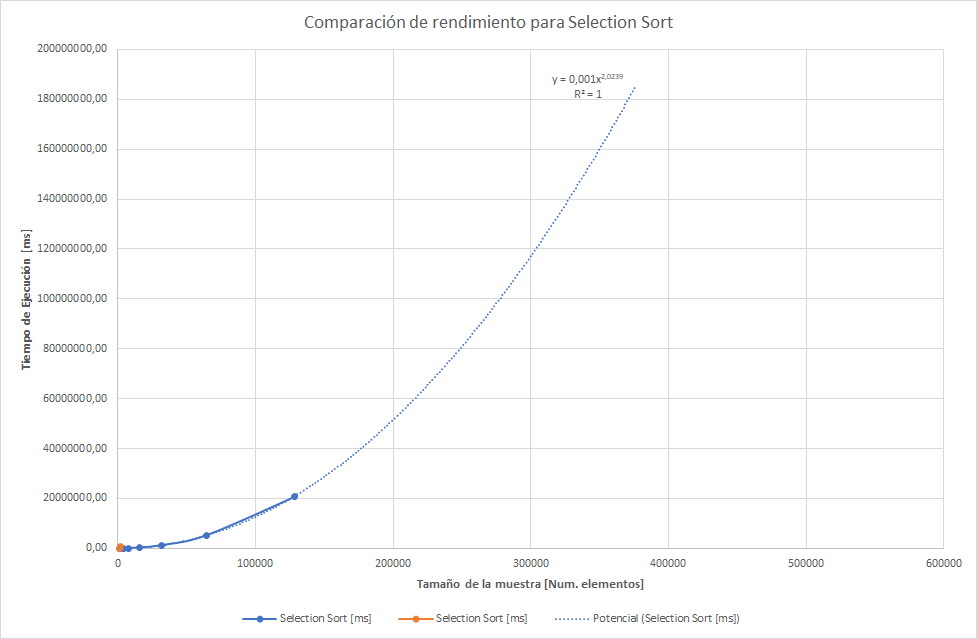 Comparación de rendimiento para Selection Sort
200000000,00
180000000,00
160000000,00
140000000,00
120000000,00
100000000,00
80000000,00
60000000,00
40000000,00
20000000,00
0,00
Tiempo de Ejecución [ms]
y = 0,001x^2,0239
R² = 1
0 100000 200000 300000 400000 500000 600000
Tamaño de la muestra [Num. elementos]
Selection Sort [ms] Selection Sort [ms] Potencial (Selection Sort [ms])